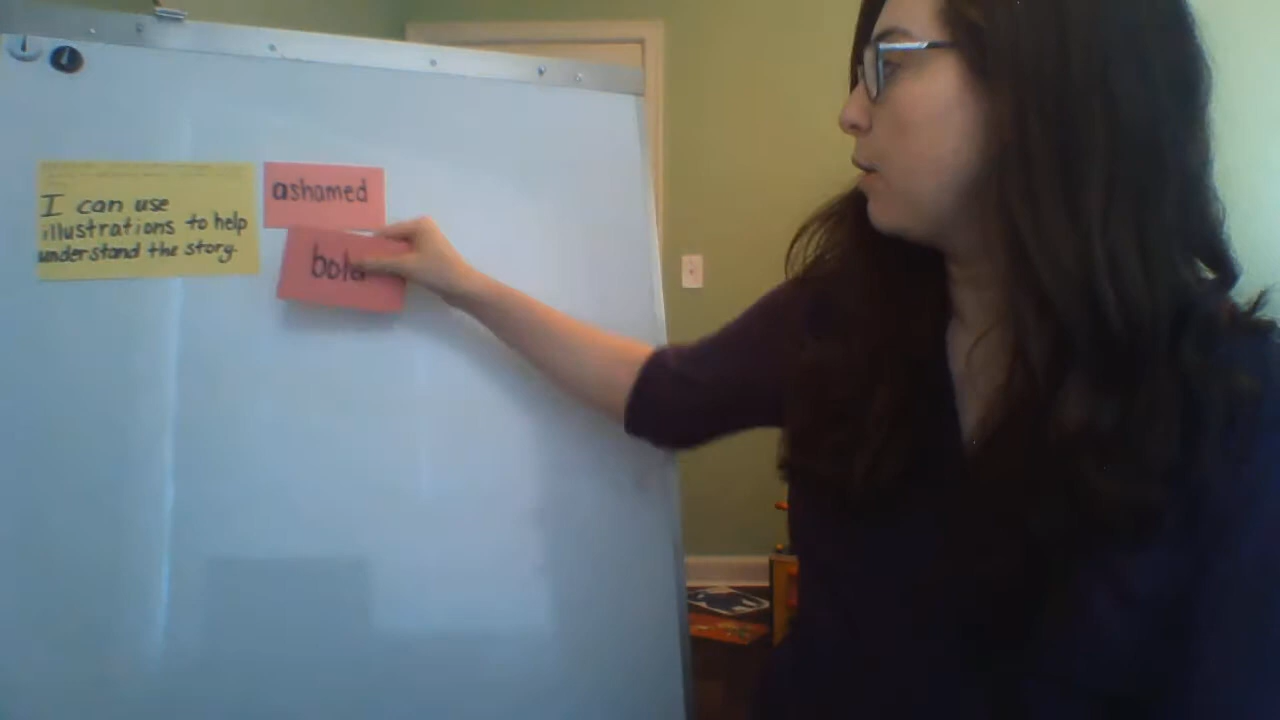 I can use
illustrations to help
understand the story.
ashamed
bold